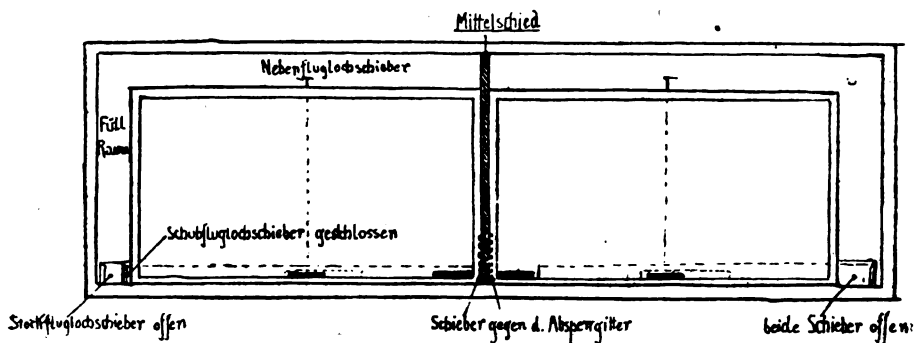 Mittelschied
Nebenfluglochschieber
Füll
Raum
Schubfluglochschieber geschlossen
Stockfluglochschieber offen
Schieber gegen d. Absperrgitter
beide Schieber offen: